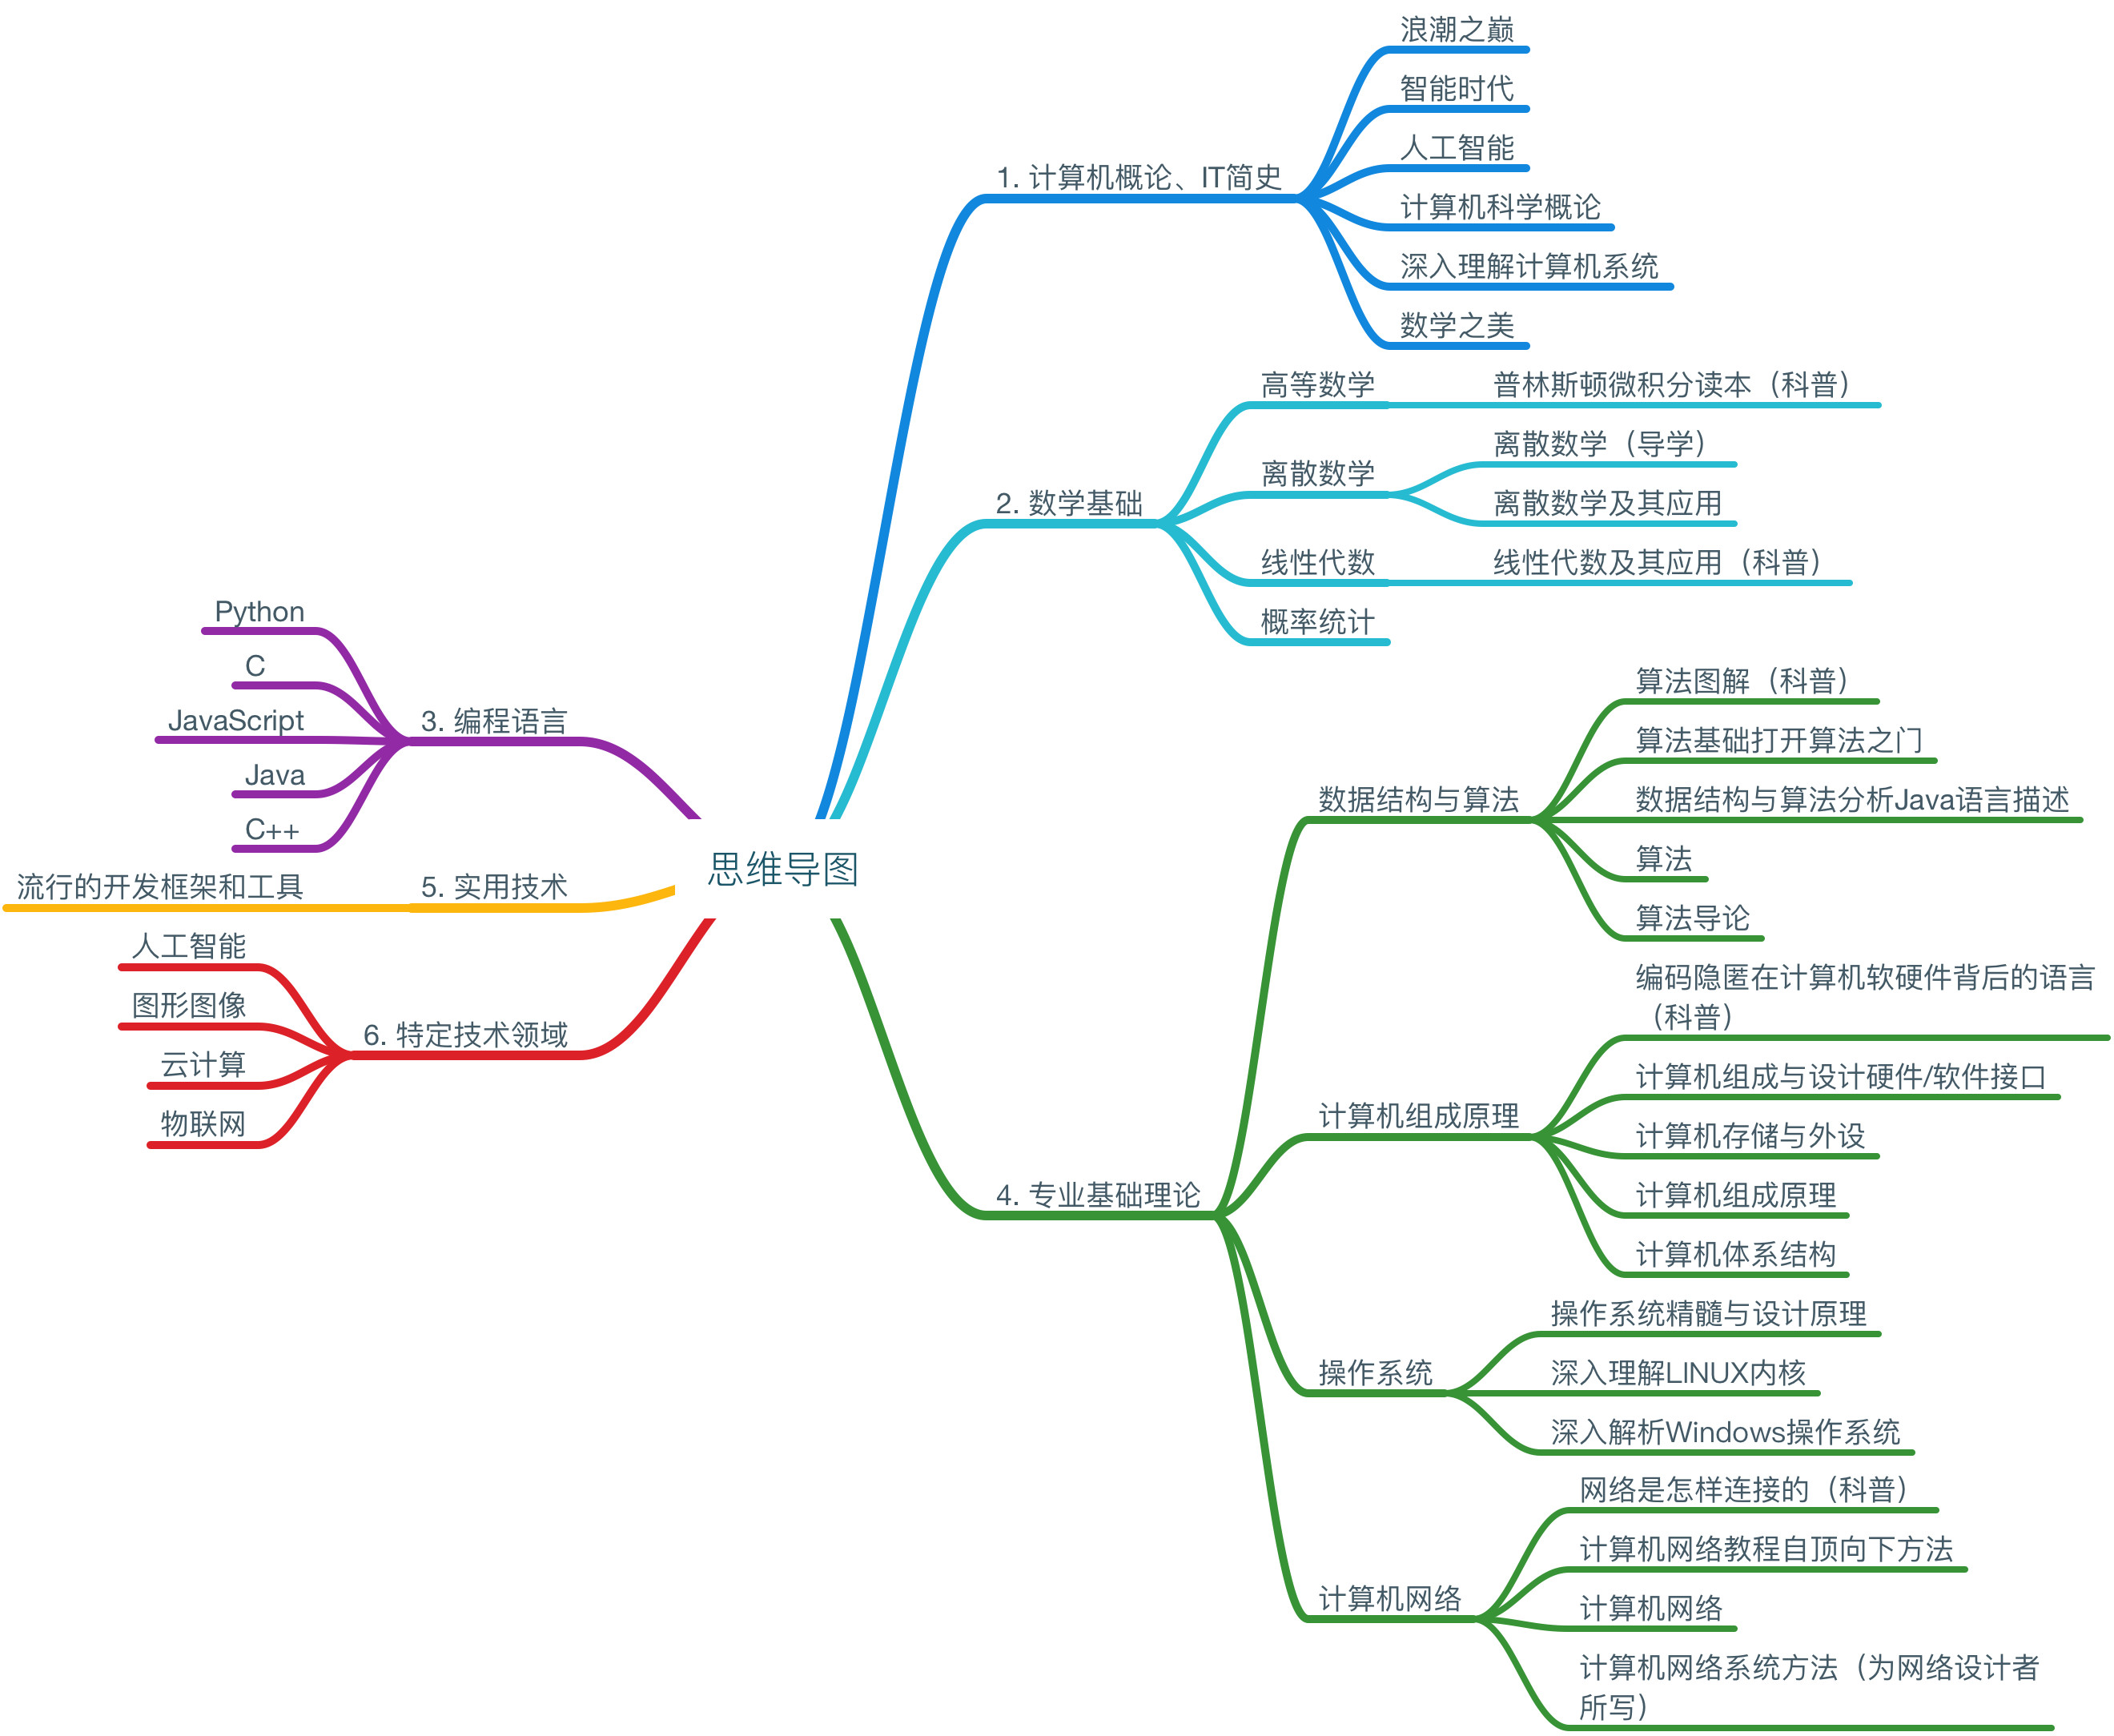 思维导图
1. 计算机概论、IT简史
浪潮之巅
智能时代
人工智能
计算机科学概论
深入理解计算机系统
数学之美
2. 数学基础
高等数学
普林斯顿微积分读本（科普）
离散数学
离散数学（导学）
离散数学及其应用
线性代数
线性代数及其应用（科普）
概率统计
3. 编程语言
Python
C
JavaScript
Java
C++
4. 专业基础理论
数据结构与算法
算法图解（科普）
算法基础打开算法之门
数据结构与算法分析Java语言描述
算法
算法导论
计算机组成原理
编码隐匿在计算机软硬件背后的语言
（科普）
计算机组成与设计硬件/软件接口
计算机存储与外设
计算机组成原理
计算机体系结构
操作系统
操作系统精髓与设计原理
深入理解LINUX内核
深入解析Windows操作系统
计算机网络
网络是怎样连接的（科普）
计算机网络教程自顶向下方法
计算机网络
计算机网络系统方法（为网络设计者
所写）
5. 实用技术
流行的开发框架和工具
6. 特定技术领域
人工智能
图形图像
云计算
物联网